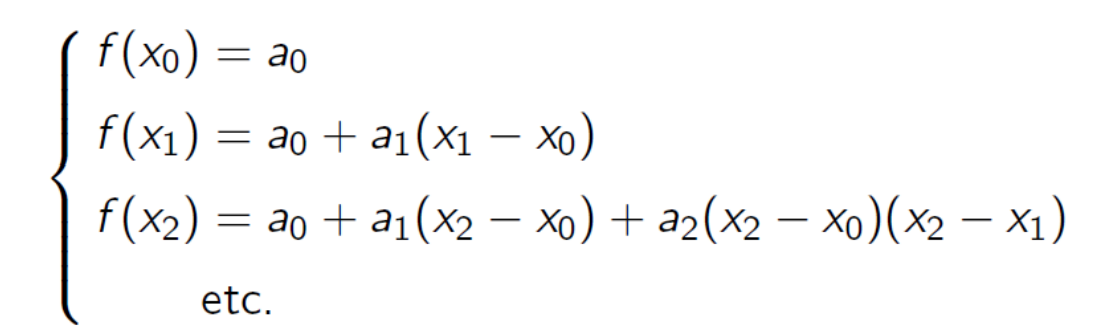 f(x₀) = a₀
f(x₁) = a₀ + a₁(x₁ − x₀)
f(x₂) = a₀ + a₁(x₂ − x₀) + a₂(x₂ − x₀)(x₂ − x₁)
etc.